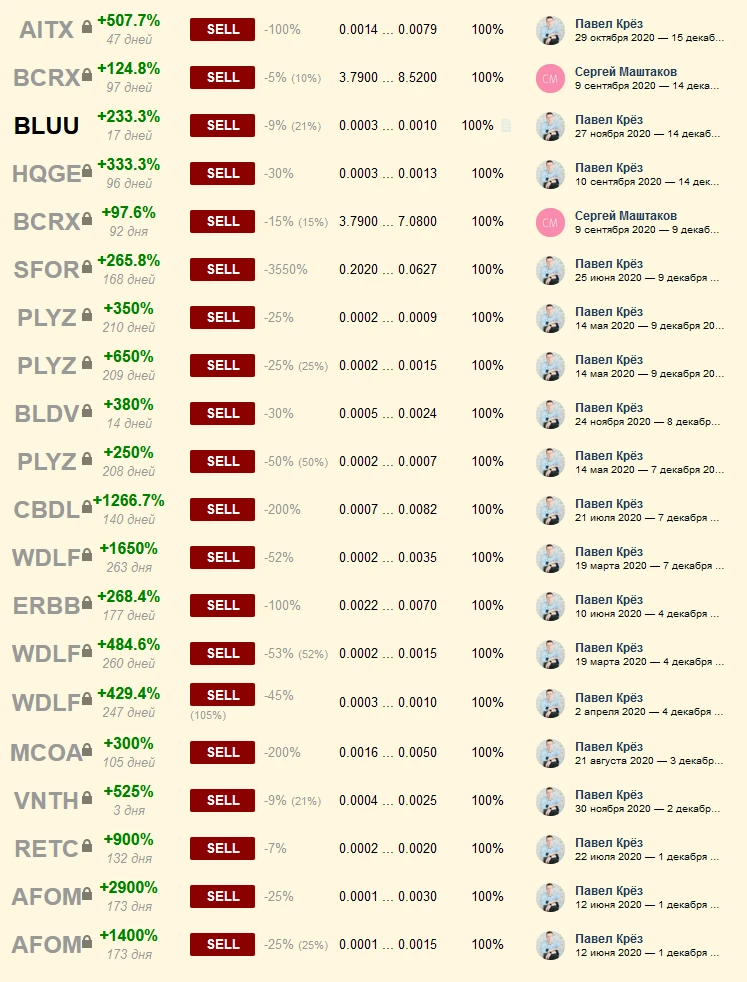 AITX +507.7% SELL -100% 0.0014 ... 0.0079 100% Павел Крёз
47 дней 29 октября 2020 — 15 декаб...
BCRX +124.8% SELL -5% (10%) 3.7900 ... 8.5200 100% СМ Сергей Маштаков
97 дней 9 сентября 2020 — 14 дека...
BLUU +233.3% SELL -9% (21%) 0.0003 ... 0.0010 100% Павел Крёз
17 дней 27 ноября 2020 — 14 декаб...
HQGE +333.3% SELL -30% 0.0003 ... 0.0013 100% Павел Крёз
96 дней 10 сентября 2020 — 14 дек...
BCRX +97.6% SELL -15% (15%) 3.7900 ... 7.0800 100% СМ Сергей Маштаков
92 дня 9 сентября 2020 — 9 декаб...
SFOR +265.8% SELL -3550% 0.2020 ... 0.0627 100% Павел Крёз
168 дней 25 июня 2020 — 9 декабря ...
PLYZ +350% SELL -25% 0.0002 ... 0.0009 100% Павел Крёз
210 дней 14 мая 2020 — 9 декабря 20...
PLYZ +650% SELL -25% (25%) 0.0002 ... 0.0015 100% Павел Крёз
209 дней 14 мая 2020 — 9 декабря 20...
BLDV +380% SELL -30% 0.0005 ... 0.0024 100% Павел Крёз
14 дней 24 ноября 2020 — 8 декабр...
PLYZ +250% SELL -50% (50%) 0.0002 ... 0.0007 100% Павел Крёз
208 дней 14 мая 2020 — 7 декабря 20...
CBDL +1266.7% SELL -200% 0.0007 ... 0.0082 100% Павел Крёз
140 дней 21 июля 2020 — 7 декабря ...
WDLF +1650% SELL -52% 0.0002 ... 0.0035 100% Павел Крёз
263 дня 19 марта 2020 — 7 декабря ...
ERBB +268.4% SELL -100% 0.0022 ... 0.0070 100% Павел Крёз
177 дней 10 июня 2020 — 4 декабря ...
WDLF +484.6% SELL -53% (52%) 0.0002 ... 0.0015 100% Павел Крёз
260 дней 19 марта 2020 — 4 декабря ...
WDLF +429.4% SELL -45% 0.0003 ... 0.0010 100% Павел Крёз
247 дней (105%) 2 апреля 2020 — 4 декабря ...
MCOA +300% SELL -200% 0.0016 ... 0.0050 100% Павел Крёз
105 дней 21 августа 2020 — 3 декабр...
VNTH +525% SELL -9% (21%) 0.0004 ... 0.0025 100% Павел Крёз
3 дня 30 ноября 2020 — 2 декабр...
RETC +900% SELL -7% 0.0002 ... 0.0020 100% Павел Крёз
132 дня 22 июля 2020 — 1 декабря ...
AFOM +2900% SELL -25% 0.0001 ... 0.0030 100% Павел Крёз
173 дня 12 июня 2020 — 1 декабря ...
AFOM +1400% SELL -25% (25%) 0.0001 ... 0.0015 100% Павел Крёз
173 дня 12 июня 2020 — 1 декабря ...